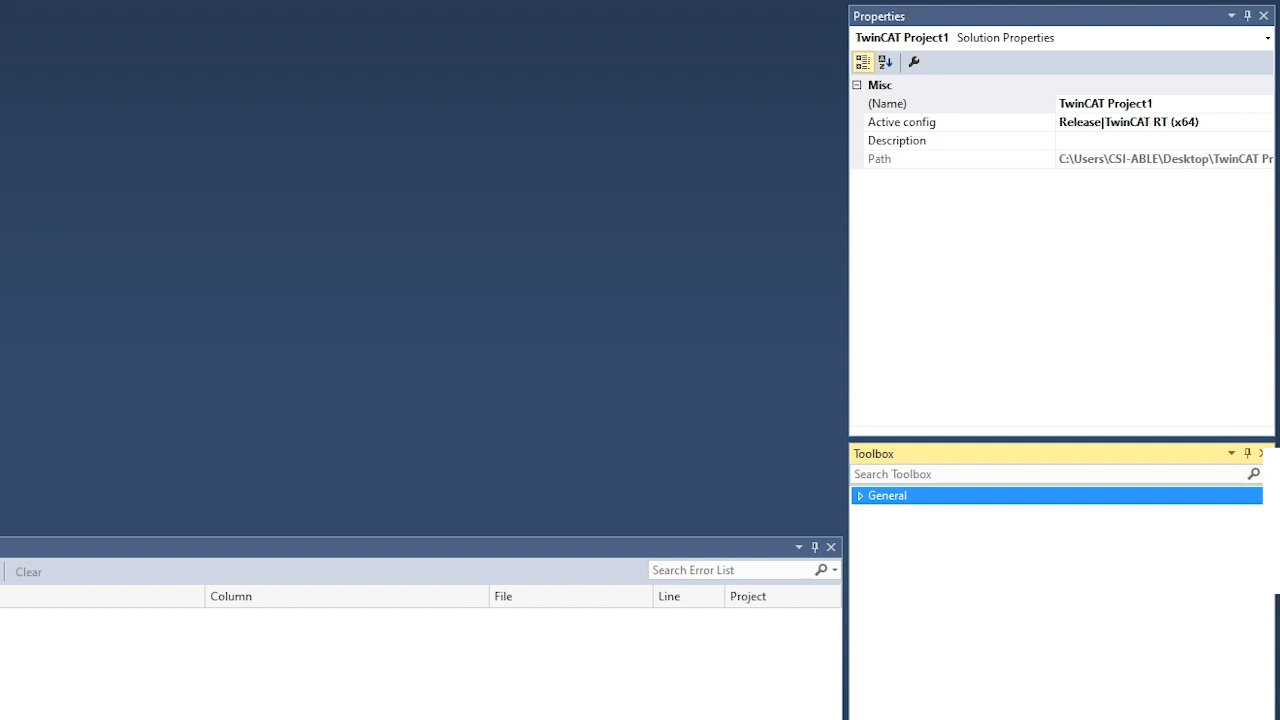 Properties
TwinCAT Project1 Solution Properties
Misc
(Name) TwinCAT Project1
Active config Release|TwinCAT RT (x64)
Description
Path C:\Users\CSI-ABLE\Desktop\TwinCAT Pr
Toolbox
Search Toolbox
General
Clear
Search Error List
Column File Line Project